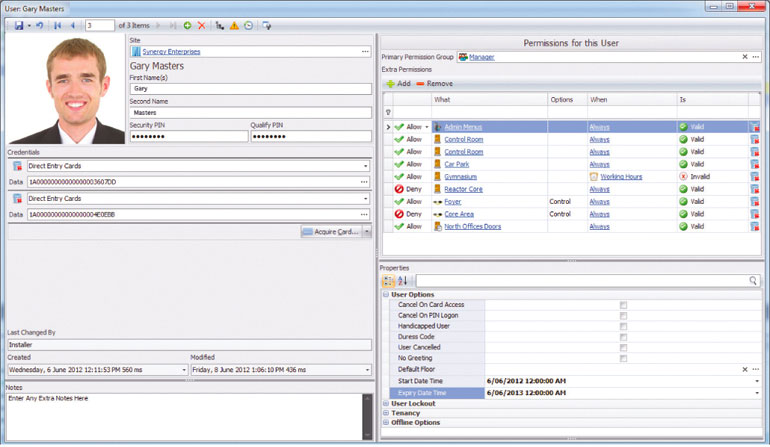 User: Gary Masters
3 of 3 Items
Site
Synergy Enterprises
Gary Masters
First Name(s)
Gary
Second Name
Masters
Security PIN Qualify PIN
●●●●●●●● ●●●●●●●●
Credentials
Direct Entry Cards
Data 1A00000000000000003607DD
Direct Entry Cards
Acquire Card...
Last Changed By
Installer
Created Modified
Wednesday, 6 June 2012 12:11:53 PM 560 ms Friday, 8 June 2012 1:06:10 PM 436 ms
Notes
Enter Any Extra Notes Here
Permissions for this User
Primary Permission Group Manager
Extra Permissions
Add Remove
What Options When Is
Allow Admin Menus Always Valid
Allow Control Room Always Valid
Allow Control Room Always Valid
Allow Car Park Always Valid
Allow Gymnasium Working Hours Invalid
Deny Reactor Core Always Valid
Allow Foyer Control Always Valid
Deny Core Area Control Always Valid
Allow North Offices Doors Always Valid
Properties
User Options
Cancel On Card Access
Cancel On PIN Logon
Handicapped User
Duress Code
User Cancelled
No Greeting
Default Floor
Start Date Time 6/06/2012 12:00:00 AM
Expiry Date Time 6/06/2013 12:00:00 AM
User Lockout
Tenancy
Offline Options